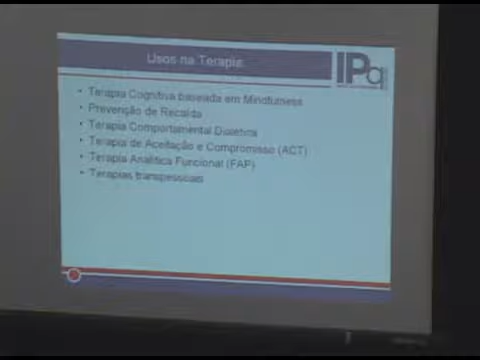 Usos na Terapia
IPq
• Terapia Cognitiva baseada em Mindfulness
• Prevenção de Recaída
• Terapia Comportamental Dialética
• Terapia de Aceitação e Compromisso (ACT)
• Terapia Analítica Funcional (FAP)
• Terapias transpessoais